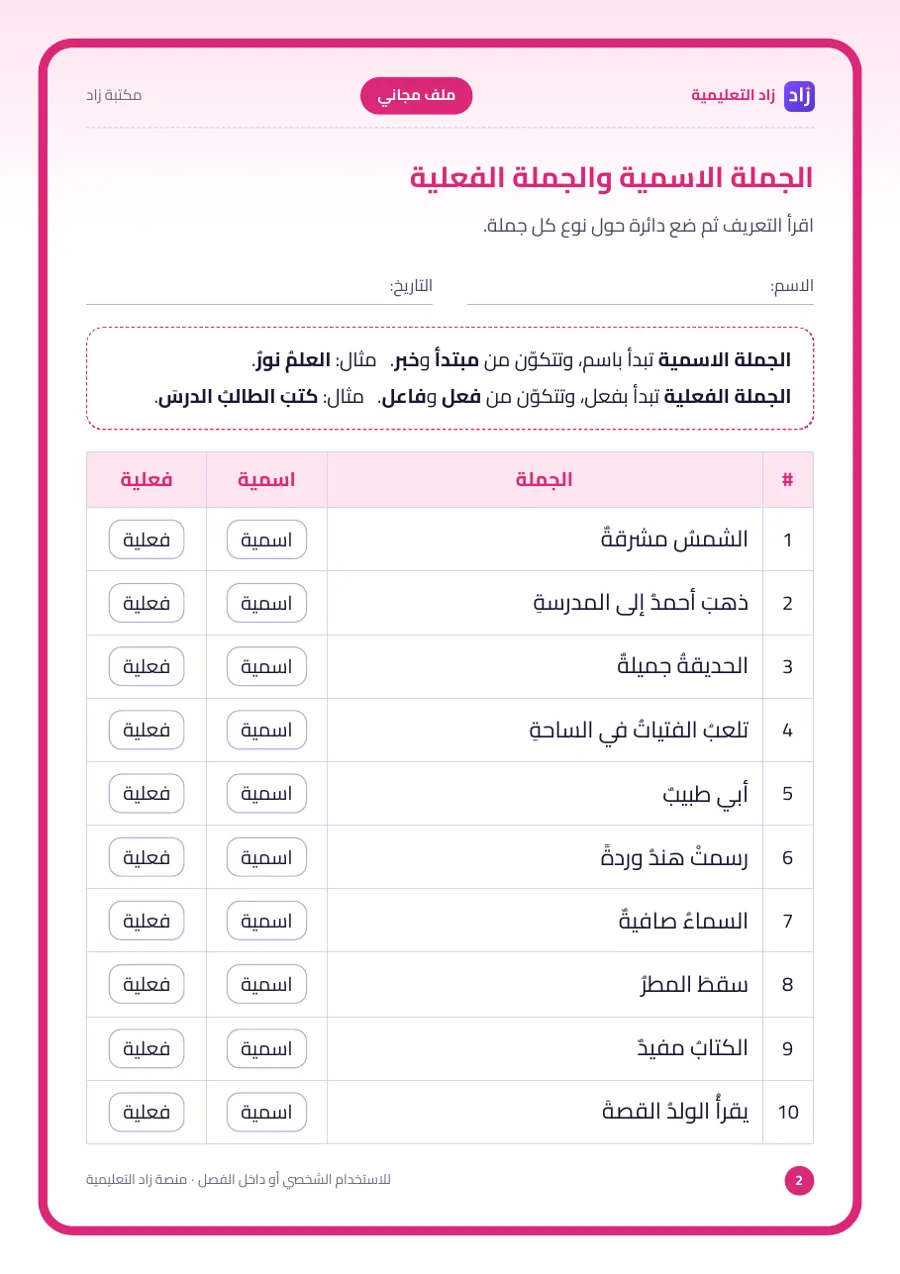 زاد
زاد التعليمية
ملف مجاني
مكتبة زاد
الجملة الاسمية والجملة الفعلية
اقرأ التعريف ثم ضع دائرة حول نوع كل جملة.
الاسم: التاريخ:
الجملة الاسمية تبدأ باسم، وتتكوّن من مبتدأ وخبر. مثال: العلمُ نورٌ.
الجملة الفعلية تبدأ بفعل، وتتكوّن من فعل وفاعل. مثال: كتبَ الطالبُ الدرسَ.
# الجملة اسمية فعلية
1 الشمسُ مشرقةٌ اسمية فعلية
2 ذهبَ أحمدُ إلى المدرسةِ اسمية فعلية
3 الحديقةُ جميلةٌ اسمية فعلية
4 تلعبُ الفتياتُ في الساحةِ اسمية فعلية
5 أبي طبيبٌ اسمية فعلية
6 رسمتْ هندُ وردةً اسمية فعلية
7 السماءُ صافيةٌ اسمية فعلية
8 سقطَ المطرُ اسمية فعلية
9 الكتابُ مفيدٌ اسمية فعلية
10 يقرأُ الولدُ القصةَ اسمية فعلية
2 للاستخدام الشخصي أو داخل الفصل · منصة زاد التعليمية